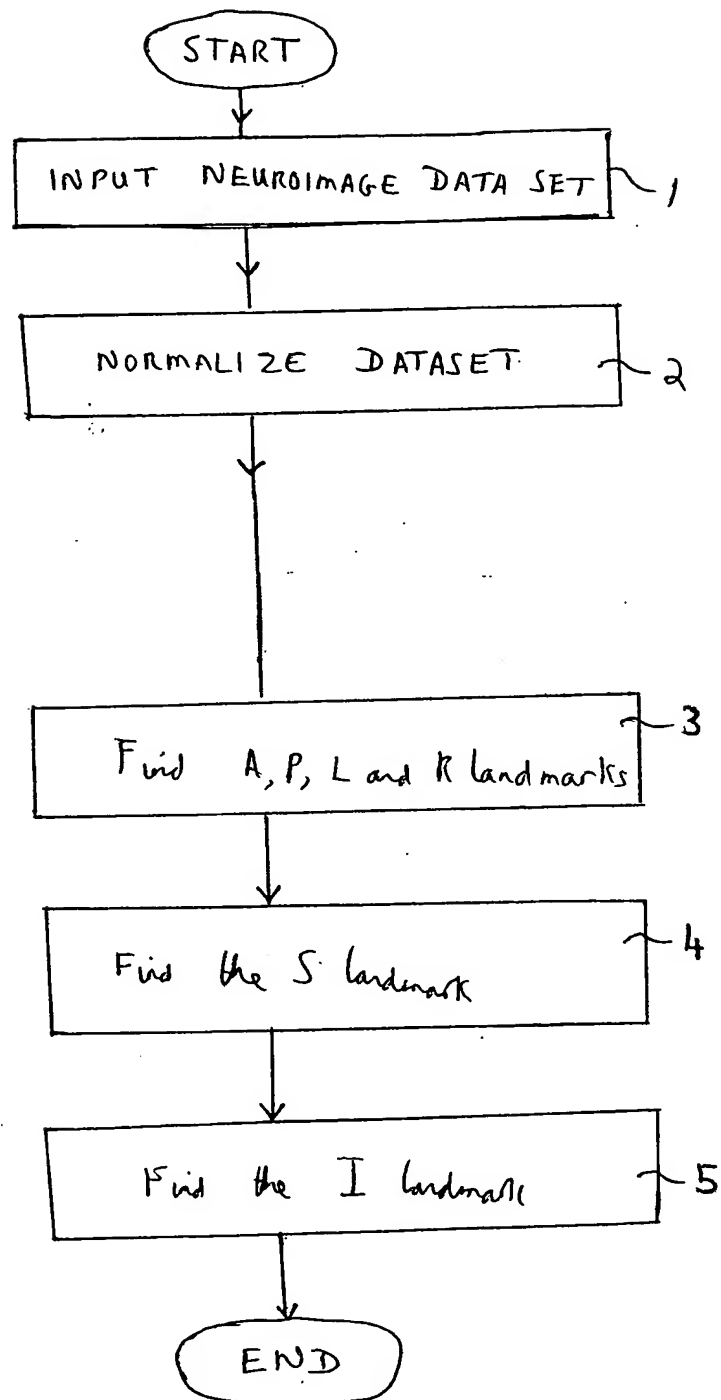 START
INPUT NEUROIMAGE DATA SET
1
NORMALIZE DATASET
2
3
Find A, P, L and R landmarks
4
Find the S landmark
Find the I landmark
5
END